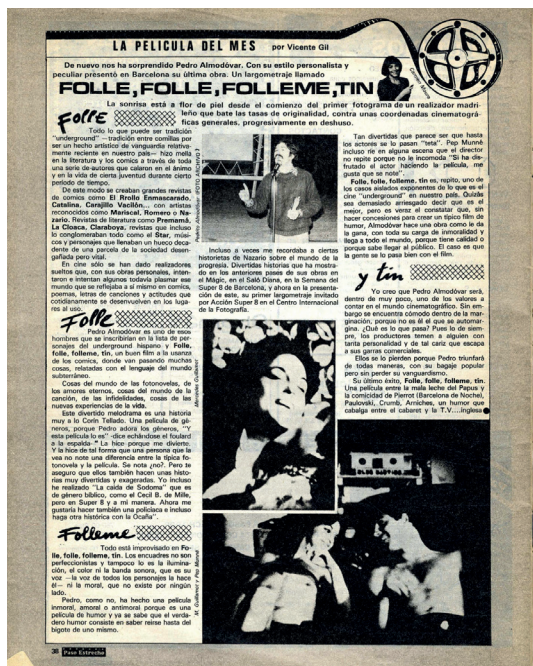 LA PELICULA DEL MES por Vicente Gil
De nuevo nos ha sorprendido Pedro Almodóvar. Con su estilo personalista y
peculiar presentó en Barcelona su última obra. Un largometraje llamado
FOLLE,FOLLE,FOLLEME,TIN
La sonrisa está a flor de piel desde el comienzo del primer fotograma de un realizador madri-
leño que bate las tasas de originalidad, contra unas coordenadas cinematográ
ficas generales, progresivamente en deshuso.
Folle
Todo lo que puede ser tradición
"underground" —tradición entre comillas por
ser un hecho artístico de vanguardia relativa-
mente reciente en nuestro país— hizo mella
en la literatura y los comics a través de toda
una serie de autores que calaron en el ánimo
y en la vida de cierta juventud durante cierto
período de tiempo.
De este modo se creaban grandes revistas
de comics como El Rrollo Enmascarado,
Catalina, Carajillo Vacilón... con artistas
reconocidos como Mariscal, Romero o Na-
zario. Revistas de literatura como Premamá,
La Cloaca, Claraboya, revistas que incluso
lo conglomeraban todo como el Star, músi-
cos y personajes que llenaban un hueco deca-
dente de una parcela de la sociedad desen-
gañada pero vital.
En cine sólo se han dado realizadores
sueltos que, con sus obras personales, inten-
taron e intentan algunos todavía plasmar ese
mundo que se reflejaba a sí mismo en comics,
poemas, letras de canciones y actitudes que
cotidianamente se desenvuelven en los luga-
res al uso.
Folle
Pedro Almodóvar es uno de esos
hombres que se inscribirían en la lista de per-
sonajes del underground hispano y Folle,
folle, folleme, tin, un buen film a la usanza
de los comics, donde van pasando muchas
cosas, relatadas con el lenguaje del mundo
subterráneo.
Cosas del mundo de las fotonovelas, de
los amores eternos, cosas del mundo de la
canción, de las infidelidades, cosas de las
nuevas experiencias de la vida.
Este divertido melodrama es una historia
muy a lo Corín Tellado. Una película de gé-
neros, porque Pedro adora los géneros, "Y
esta película lo es" -dice echándose el foulard
a la espalda-" La hice porque me divierto.
Y la hice de tal forma que una persona que la
vea no note una diferencia entre la típica fo-
tonovela y la película. Se nota ¿no?. Pero te
aseguro que ellos también hacen unas histo-
rias muy divertidas y exageradas. Yo incluso
he realizado "La caída de Sodoma" que es
de género bíblico, como el Cecil B. de Mille,
pero en Super 8 y a mi manera. Ahora me
gustaría hacer también una policíaca e incluso
haga otra histórica con la Ocaña".
Folleme
Todo está improvisado en Fo-
lle, folle, folleme, tin. Los encuadres no son
perfeccionistas y tampoco lo es la ilumina-
ción, el color ni la banda sonora, que es su
voz —la voz de todos los personajes la hace
él— ni la moral, que no existe por ningún
lado.
Pedro, como no, ha hecho una película
inmoral, amoral o antimoral porque es una
película de humor y ya se sabe que el verda-
dero humor consiste en saber reirse hasta del
bigote de uno mismo.
Incluso a veces me recordaba a ciertas
historietas de Nazario sobre el mundo de la
progresía. Divertidas historias que ha mostra-
do en los anteriores pases de sus obras en
el Mágic, en el Saló Diana, en la Semana del
Super 8 de Barcelona, y ahora en la presenta-
ción de este, su primer largometraje invitado
por Acción Super 8 en el Centro Internacional
de la Fotografía.
Tan divertidas que parece ser que hasta
los actores se lo pasan "teta". Pep Munné
incluso ríe en alguna escena que el director
no repite porque no le incomoda "Si ha dis-
frutado el actor haciendo la película, me
gusta que se note".
Folle, folle, folleme. tin es, repito, uno de
los casos aislados exponentes de lo que es el
cine "underground" en nuestro país. Quizás
sea demasiado arriesgado decir que es el
mejor, pero es veraz el constatar que, sin
hacer concesiones para crear un típico film de
humor, Almodóvar hace una obra como le da
la gana, con toda su carga de inmoralidad y
llega a todo el mundo, porque tiene calidad o
porque sabe llegar al público. El caso es que
la gente se lo pasa bien con el film.
y tin
Yo creo que Pedro Almodóvar será,
dentro de muy poco, uno de los valores a
contar en el mundo cinematográfico. Sin em-
bargo se encuentra cómodo dentro de la mar-
ginación; porque no es él el que se automar-
gina. ¿Qué es lo que pasa? Pues lo de siem-
pre, los productores temen a alguien con
tanta personalidad y de tal cariz que escapa
a sus garras comerciales.
Ellos se lo pierden porque Pedro triunfará
de todas maneras, con su bagaje popular
pero sin perder su vanguardismo.
Su último éxito, Folle, Folle, folleme, tin.
Una película entre la mala leche del Papus y
la comicidad de Pierrot (Barcelona de Noche),
Paulovski, Crumb, Arniches, un humor que
cabalga entre el cabaret y la T.V....inglesa
38 Paso Estrecho